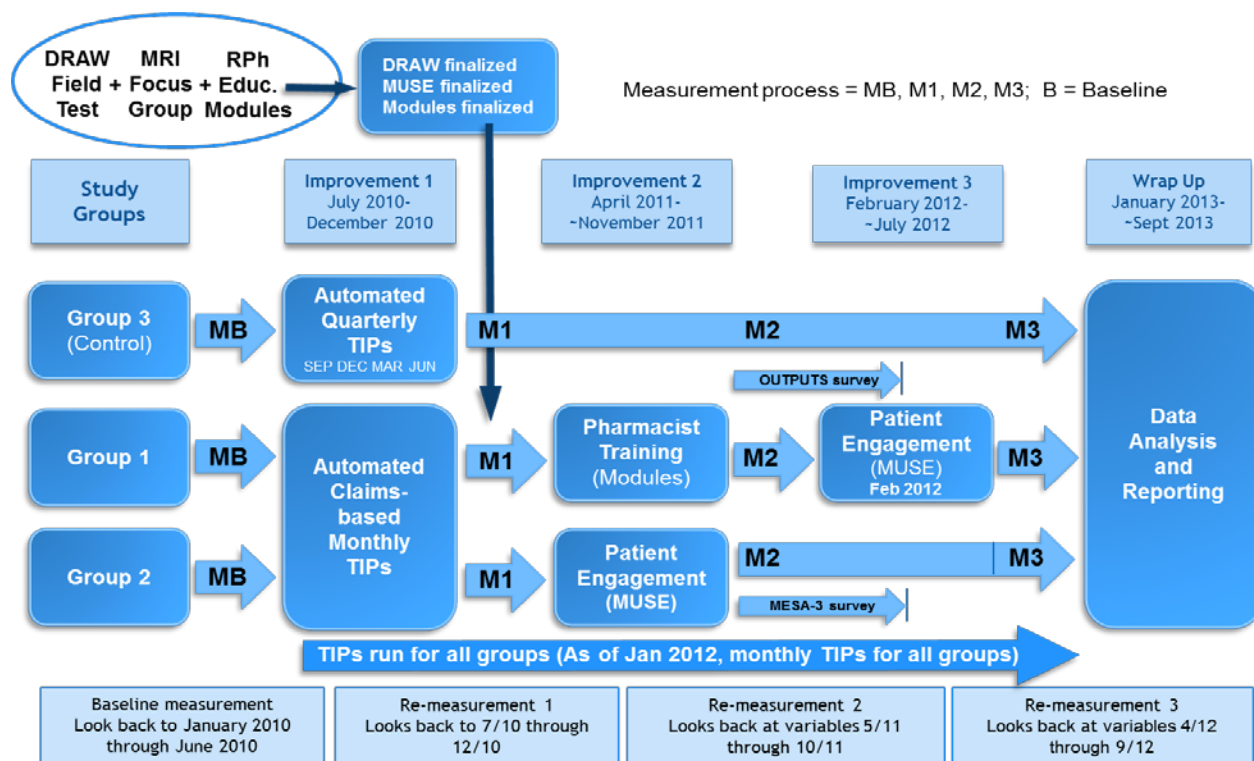 DRAW MRI RPh
Field + Focus + Educ.
Test Group Modules
DRAW finalized
MUSE finalized
Modules finalized
Measurement process = MB, M1, M2, M3; B = Baseline
Study
Groups
Improvement 1
July 2010-
December 2010
Improvement 2
April 2011-
~November 2011
Improvement 3
February 2012-
~July 2012
Wrap Up
January 2013-
~Sept 2013
Group 3
(Control)
MB
Automated
Quarterly
TIPs
SEP DEC MAR JUN
M1
M2
M3
OUTPUTS survey
Group 1
MB
Automated
Claims-
based
Monthly
TIPs
M1
Pharmacist
Training
(Modules)
M2
Patient
Engagement
(MUSE)
Feb 2012
M3
Data
Analysis
and
Reporting
Group 2
MB
M1
Patient
Engagement
(MUSE)
M2
M3
MESA-3 survey
TIPs run for all groups (As of Jan 2012, monthly TIPs for all groups)
Baseline measurement
Look back to January 2010
through June 2010
Re-measurement 1
Looks back to 7/10 through
12/10
Re-measurement 2
Looks back at variables 5/11
through 10/11
Re-measurement 3
Looks back at variables 4/12
through 9/12